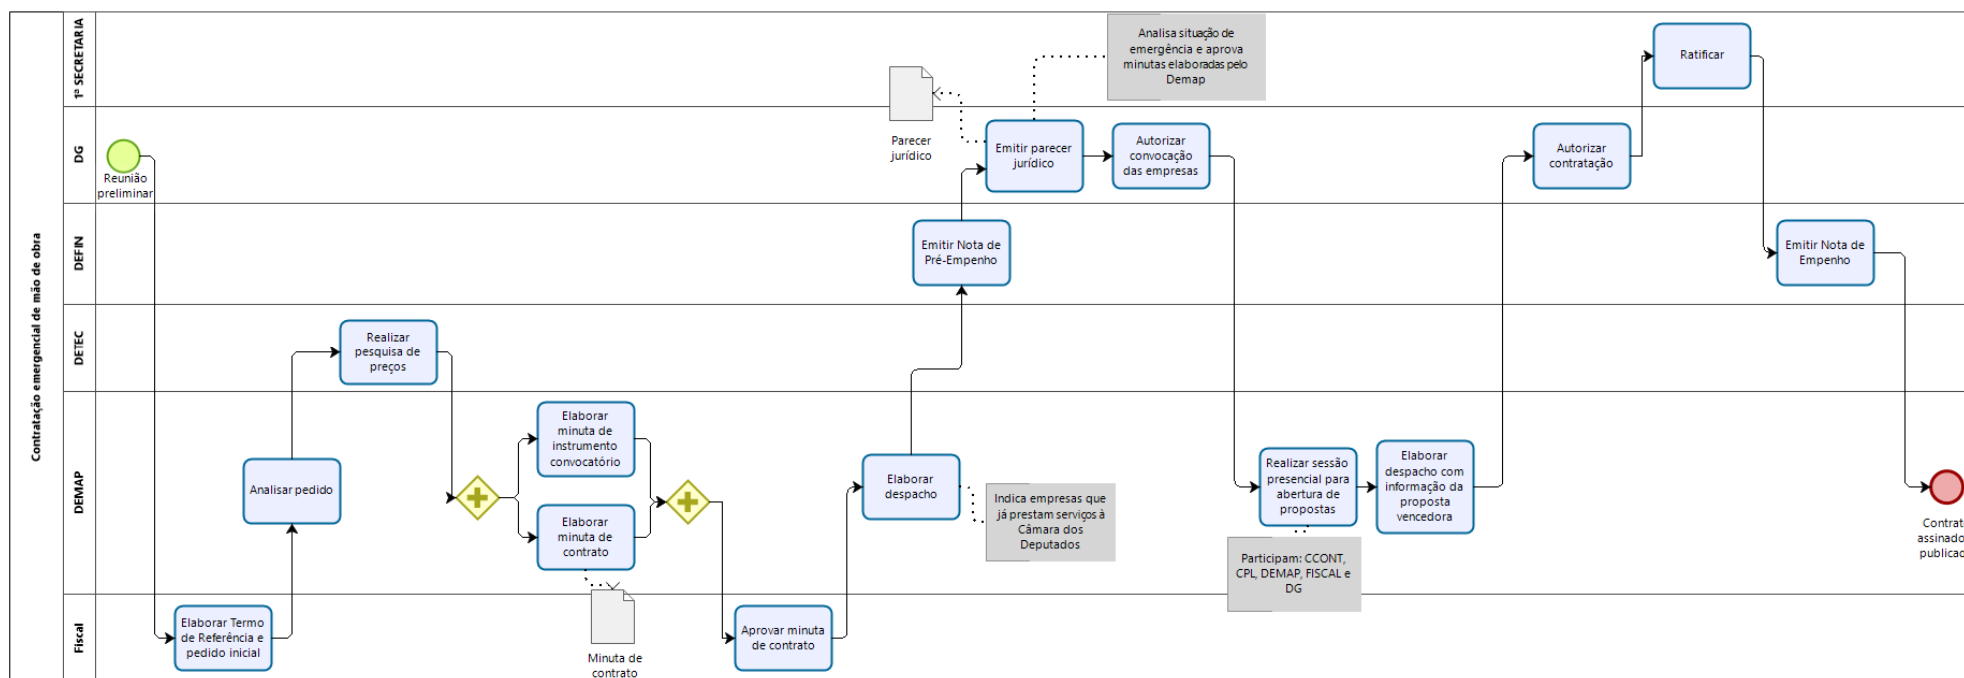 Contratação emergencial de mão de obra
1ª SECRETARIA
Analisa situação de
emergência e aprova
minutas elaboradas pelo
Demap
Ratificar
Parecer
jurídico
DG
Reunião
preliminar
Emitir parecer
jurídico
Autorizar
convocação
das empresas
Autorizar
contratação
DEFIN
Emitir Nota de
Pré-Empenho
Emitir Nota de
Empenho
DETEC
Realizar
pesquisa de
preços
DEMAP
Analisar pedido
Elaborar
minuta de
instrumento
convocatório
Elaborar
minuta de
contrato
Elaborar
despacho
Indica empresas que
já prestam serviços à
Câmara dos
Deputados
Realizar sessão
presencial para
abertura de
propostas
Elaborar
despacho com
informação da
proposta
vencedora
Participam: CCONT,
CPL, DEMAP, FISCAL e
DG
Contrat
assinado
publicad
Fiscal
Elaborar Termo
de Referência e
pedido inicial
Minuta de
contrato
Aprovar minuta
de contrato